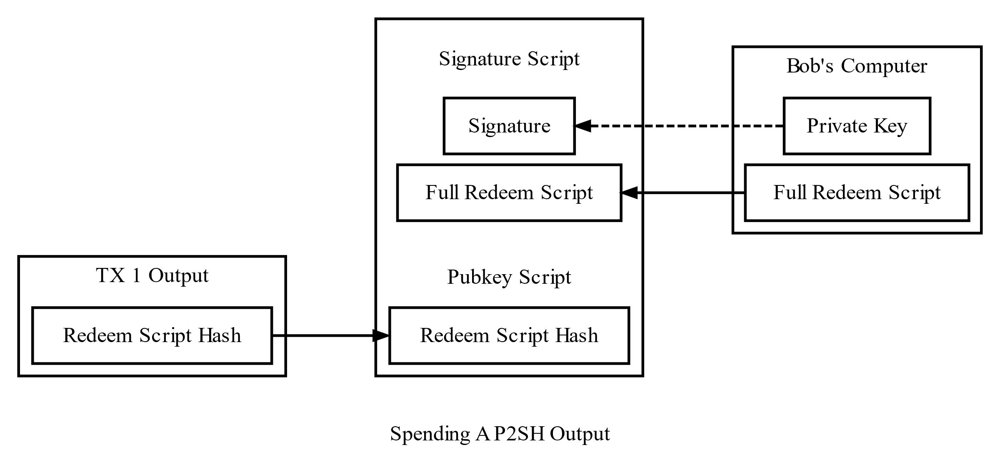 Signature Script
Signature
Full Redeem Script
Pubkey Script
Redeem Script Hash
Bob's Computer
Private Key
Full Redeem Script
TX 1 Output
Redeem Script Hash
Spending A P2SH Output